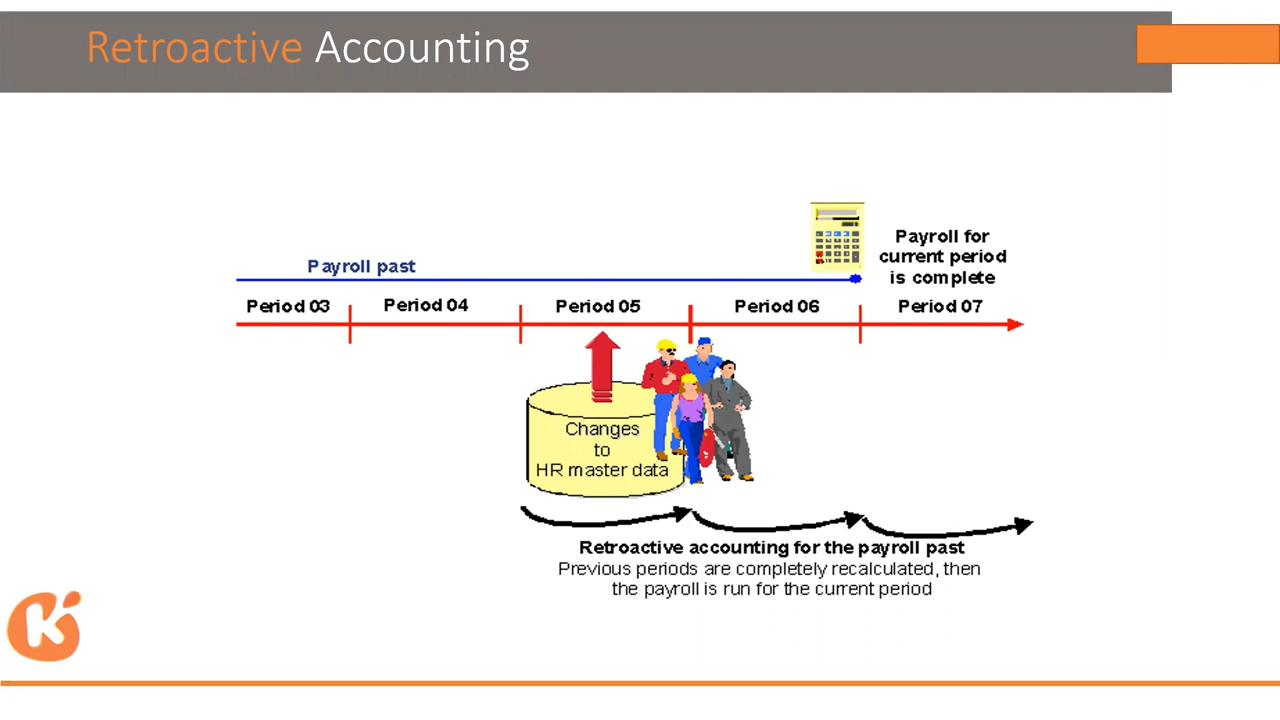 Retroactive Accounting
Payroll for
current period
is complete
Payroll past
Period 03
Period 04
Period 05
Period 06
Period 07
Changes
to
HR master data
Retroactive accounting for the payroll past
Previous periods are completely recalculated, then
the payroll is run for the current period
K